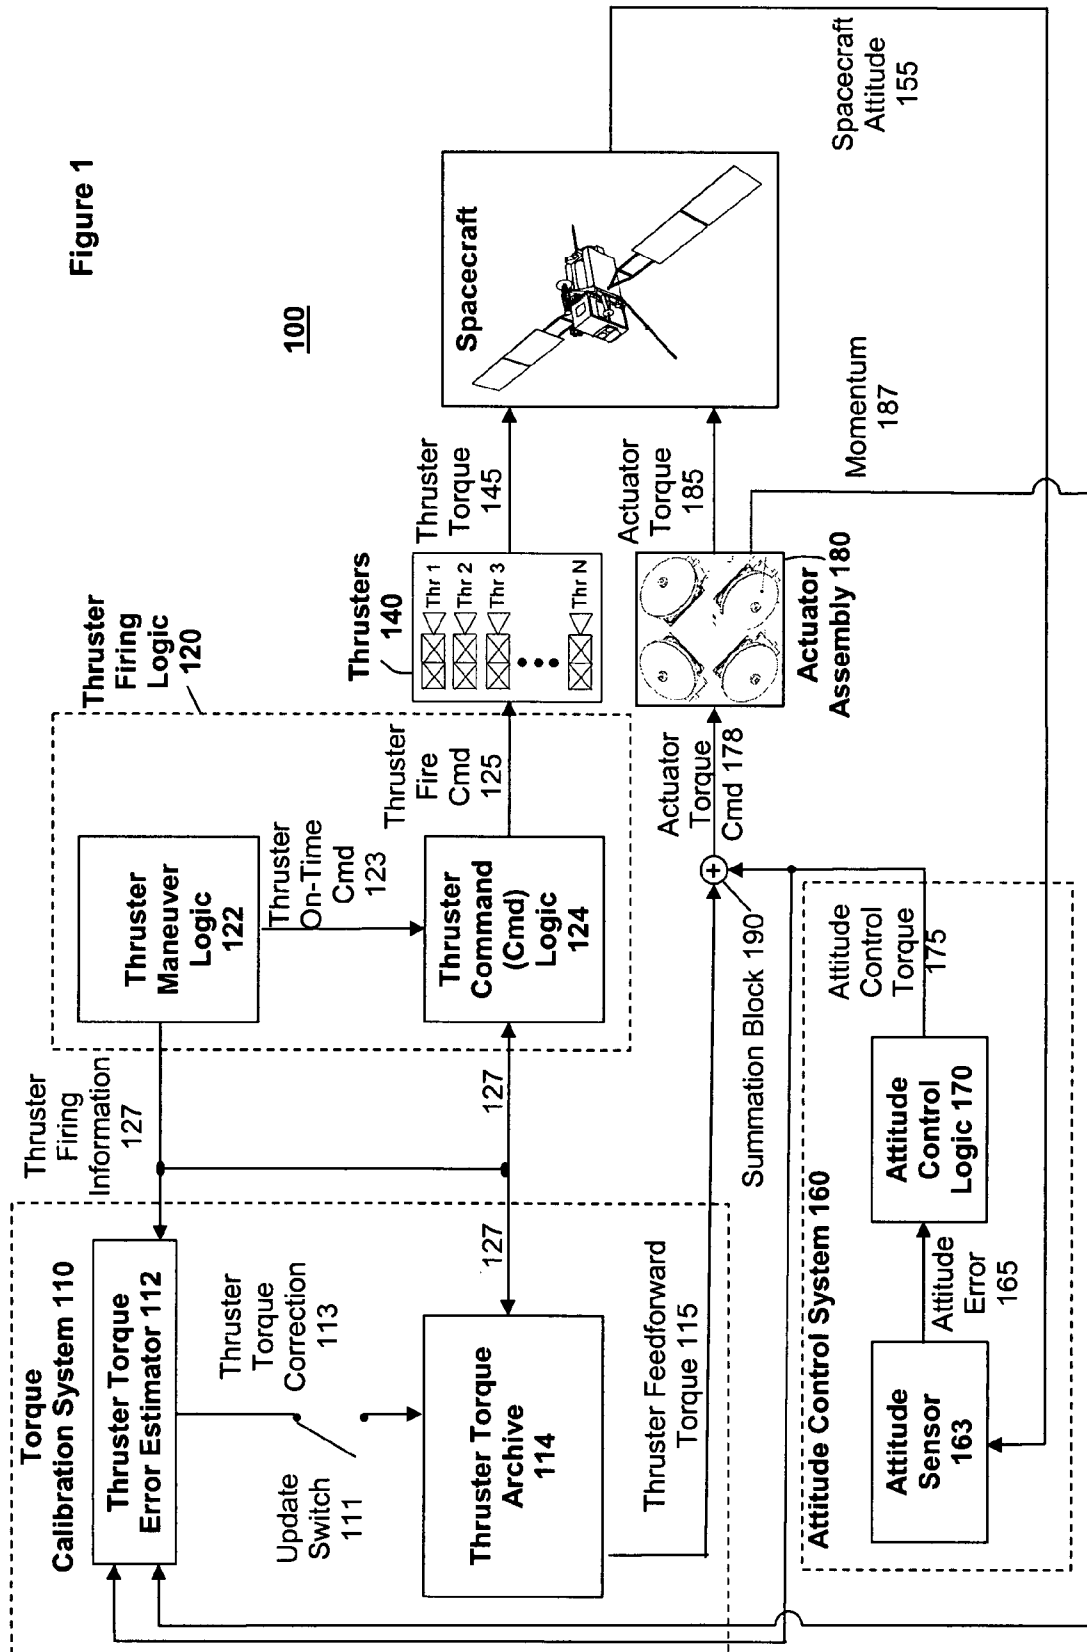 Figure 1
100
Torque
Calibration System 110
Thruster Torque
Error Estimator 112
Thruster
Torque
Correction 113
Update
Switch
111
Thruster Torque
Archive
114
Thruster Feedforward
Torque 115
Thruster
Firing
Information
127
127
127
Thruster
Firing
Logic
120
Thruster
Maneuver
Logic
122
Thruster
On-Time
Cmd
123
Thruster
Command
(Cmd)
Logic
124
Thruster
Fire
Cmd
125
Thrusters
140
Thr 1
Thr 2
Thr 3
Thr N
Thruster
Torque
145
Spacecraft
Spacecraft
Attitude
155
Summation Block 190
+
Actuator
Torque
Cmd 178
Actuator
Assembly 180
Actuator
Torque
185
Momentum
187
Attitude Control System 160
Attitude
Sensor
163
Attitude
Error
165
Attitude
Control
Logic 170
Attitude
Control
Torque
175